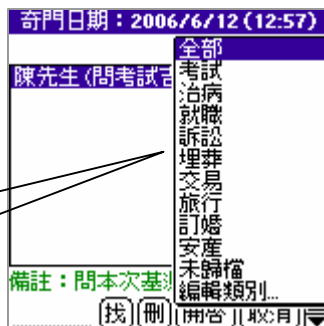 奇門日期：2006/6/12 (12:57)
全部
陳先生(問考試
考試
治病
就職
訴訟
埋葬
交易
旅行
訂婚
安産
未歸檔
編輯類別...
備註：問本次基
找 刪